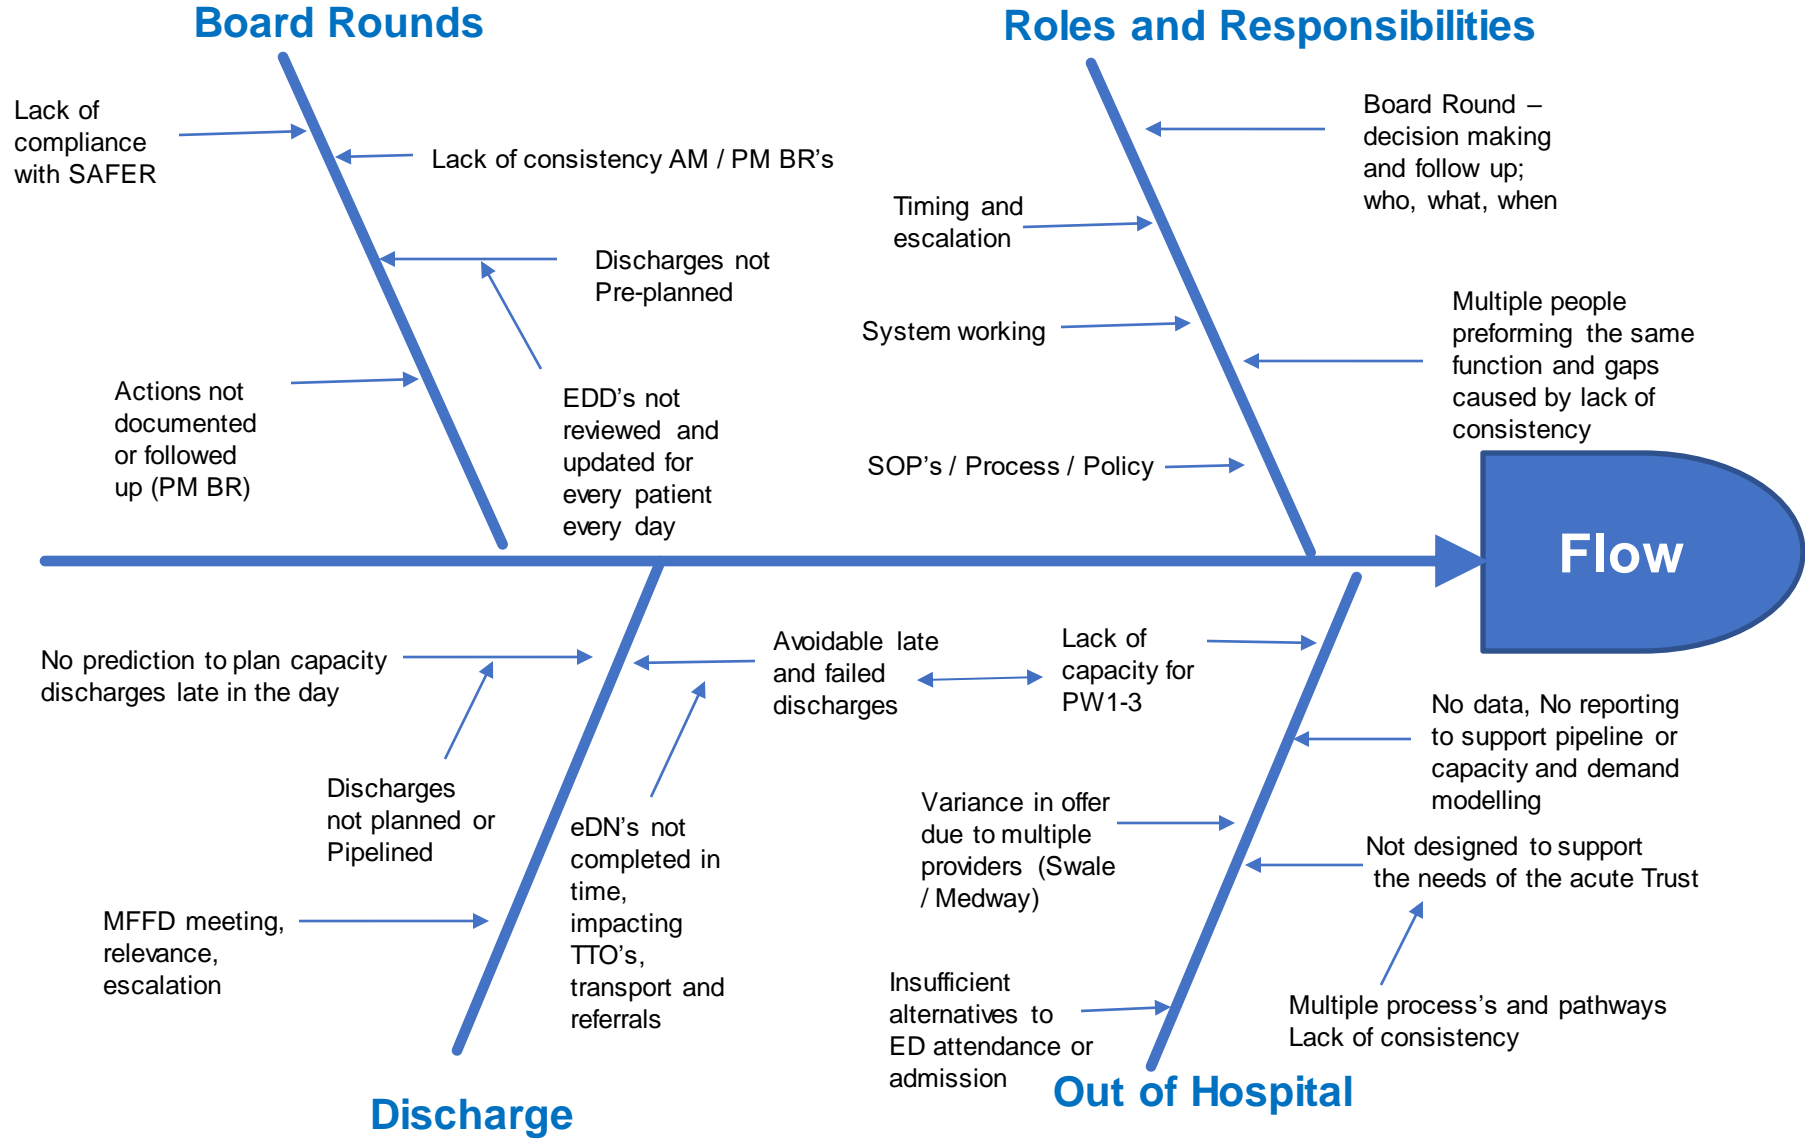 Board Rounds
Roles and Responsibilities
Lack of
compliance
with SAFER
Lack of consistency AM / PM BR’s
Discharges not
Pre-planned
Actions not
documented
or followed
up (PM BR)
EDD’s not
reviewed and
updated for
every patient
every day
Board Round –
decision making
and follow up;
who, what, when
Timing and
escalation
System working
Multiple people
preforming the same
function and gaps
caused by lack of
consistency
SOP’s / Process / Policy
Flow
No prediction to plan capacity
discharges late in the day
Avoidable late
and failed
discharges
Discharges
not planned or
Pipelined
eDN’s not
completed in
time,
impacting
TTO’s,
transport and
referrals
MFFD meeting,
relevance,
escalation
Lack of
capacity for
PW1-3
No data, No reporting
to support pipeline or
capacity and demand
modelling
Variance in offer
due to multiple
providers (Swale
/ Medway)
Not designed to support
the needs of the acute Trust
Insufficient
alternatives to
ED attendance or
admission
Multiple process’s and pathways
Lack of consistency
Discharge
Out of Hospital